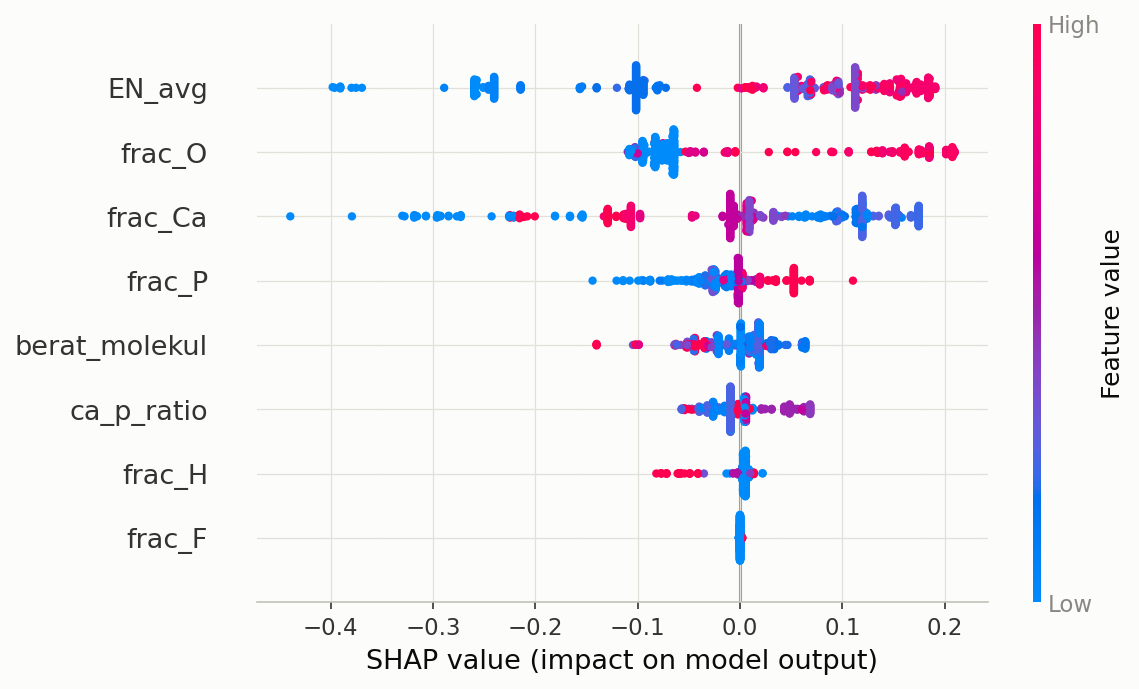 High
EN_avg
frac_O
frac_Ca
frac_P
berat_molekul
ca_p_ratio
frac_H
frac_F
Feature value
Low
−0.4 −0.3 −0.2 −0.1 0.0 0.1 0.2
SHAP value (impact on model output)